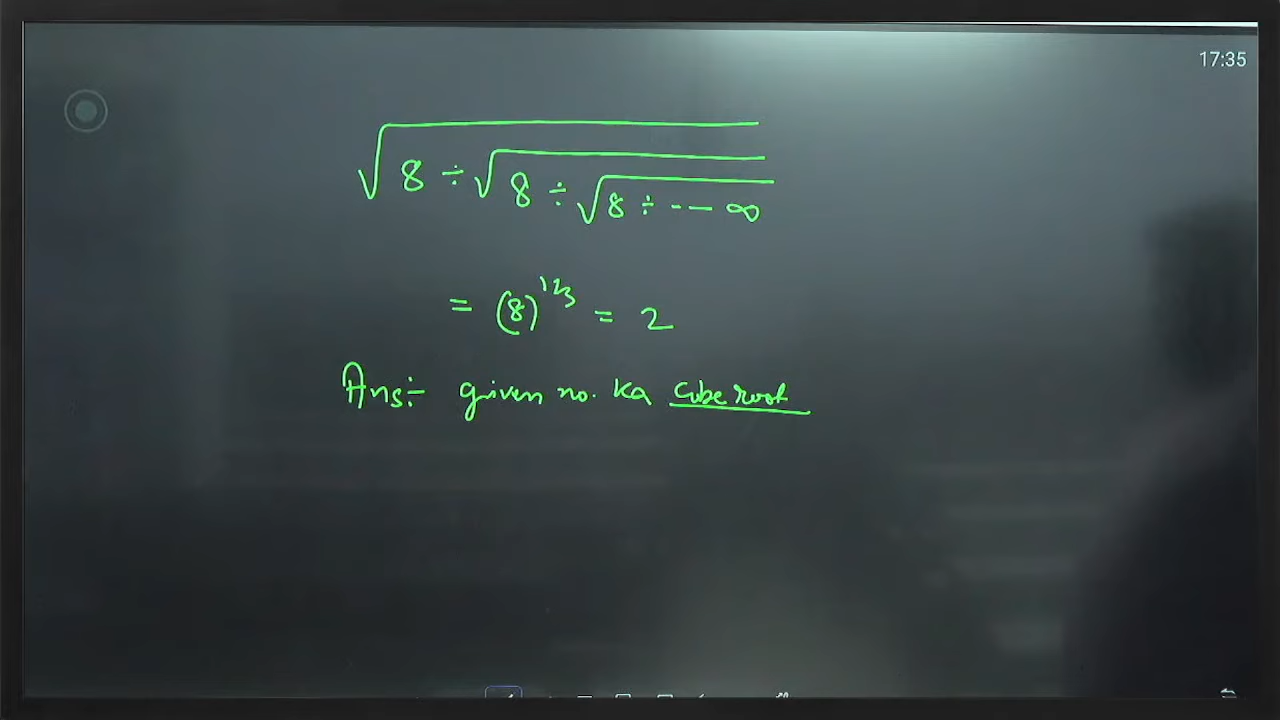 17:35
√8 ÷ √8 ÷ √8 ÷ --- ∞
= (8)^1/3 = 2
Ans:- given no. ka cube root